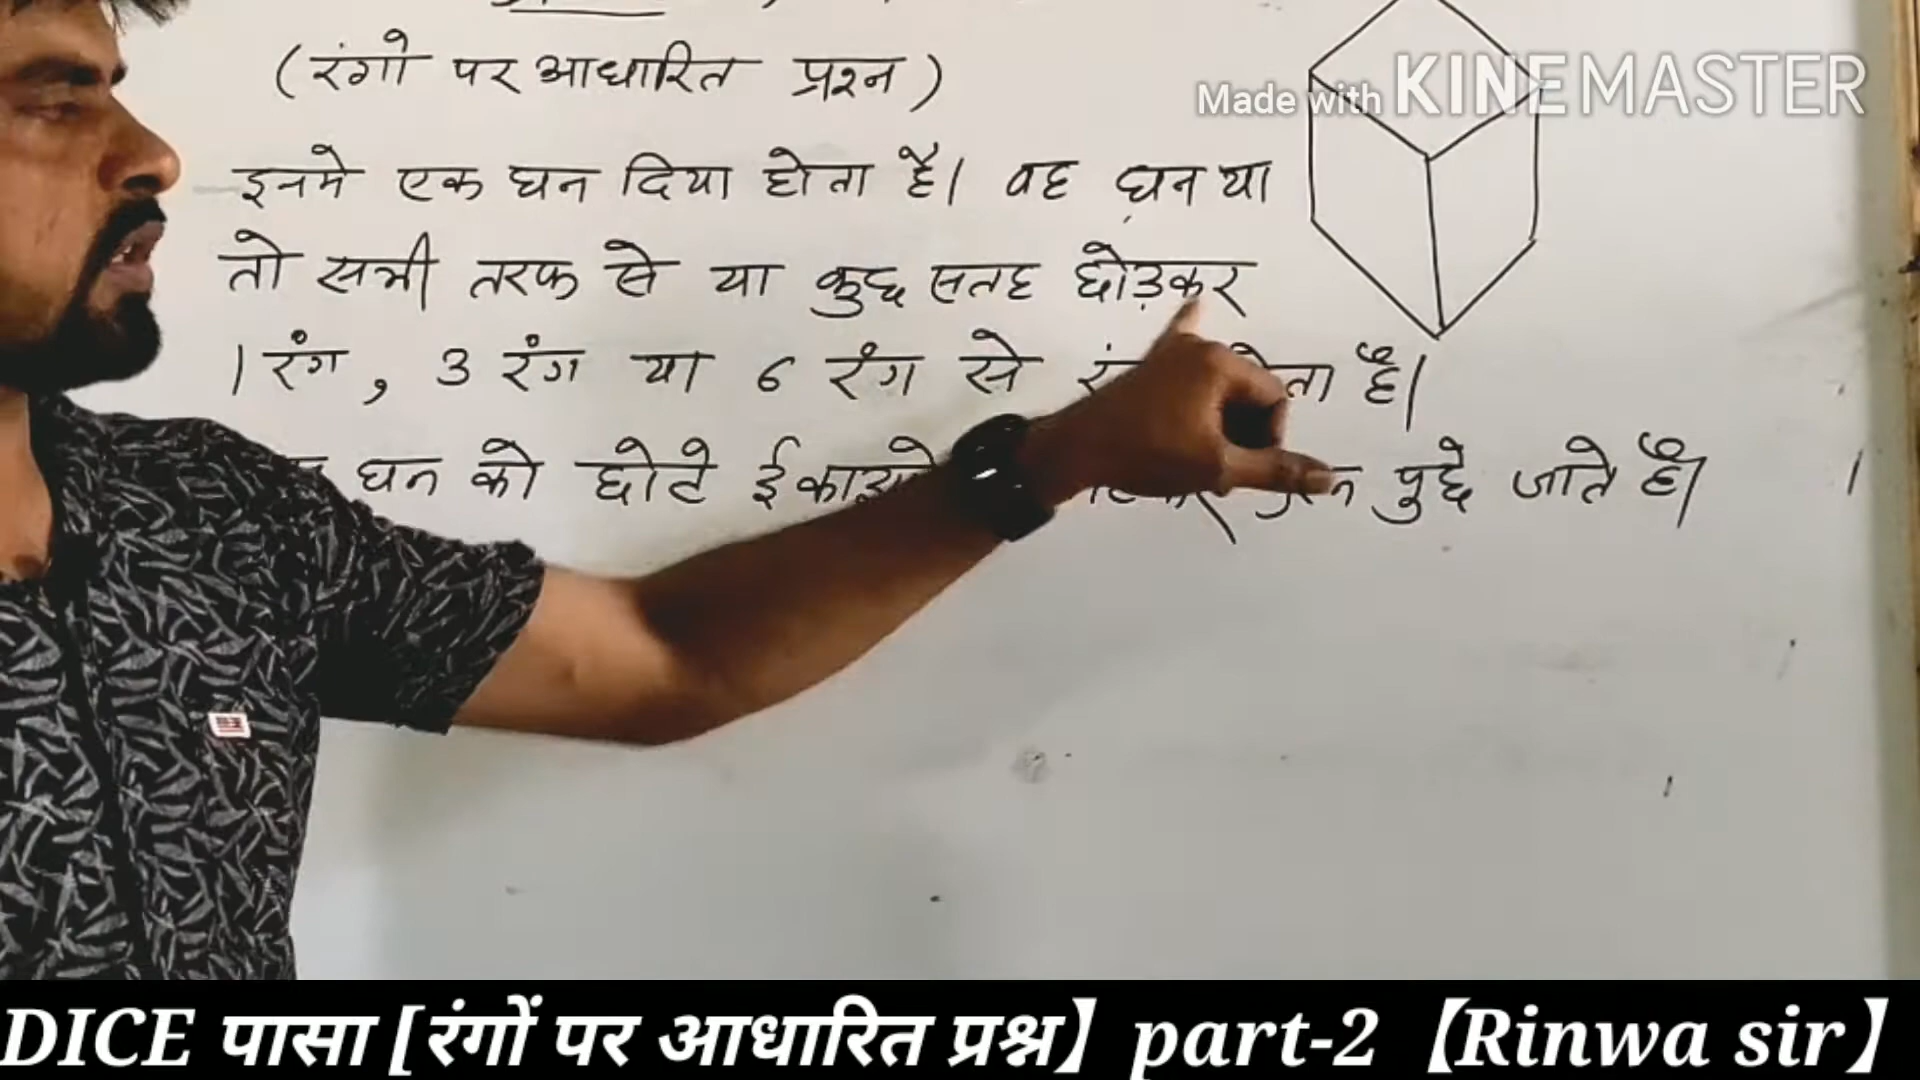 (रंगो पर आधारित प्रश्न)
Made with KINEMASTER
इनमे एक घन दिया होता है। वह घन या
तो सभी तरफ से या कुछ सतह छोड़कर
1 रंग, 3 रंग या 6 रंग से है।
घन को छोटे पुछे जाते है।
DICE पासा [रंगों पर आधारित प्रश्न】 part-2【Rinwa sir】